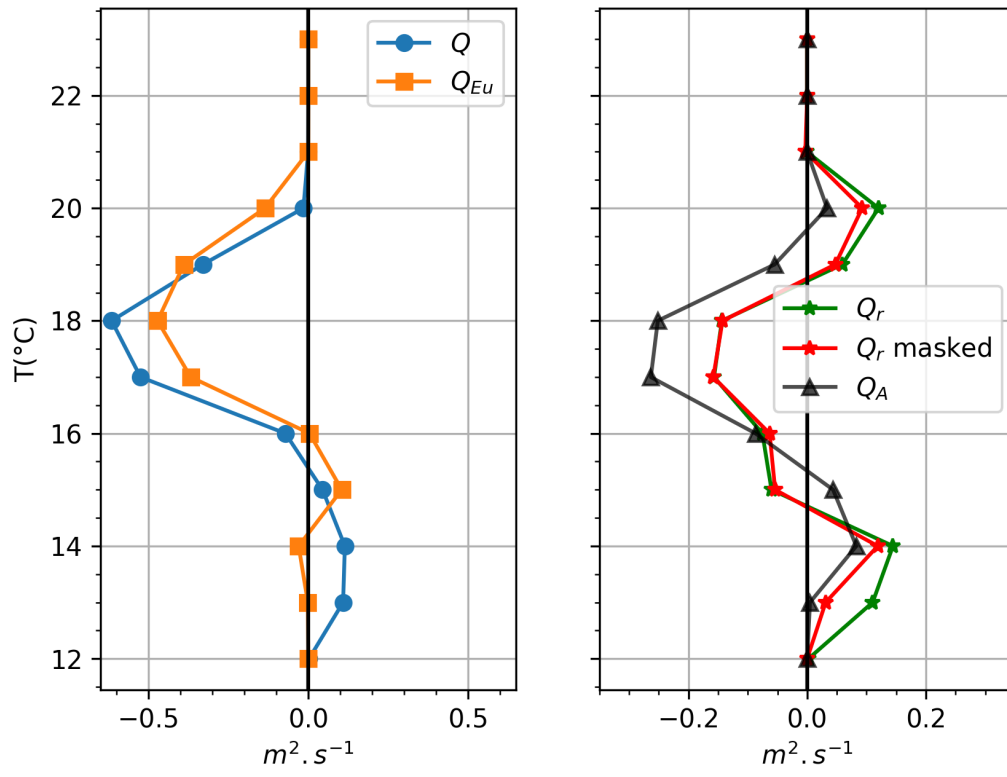 T(°C)
22
20
18
16
14
12
−0.5
0.0
0.5
m².s⁻¹
Q
Q_Eu
−0.2
0.0
0.2
m².s⁻¹
Q_r
Q_r masked
Q_A